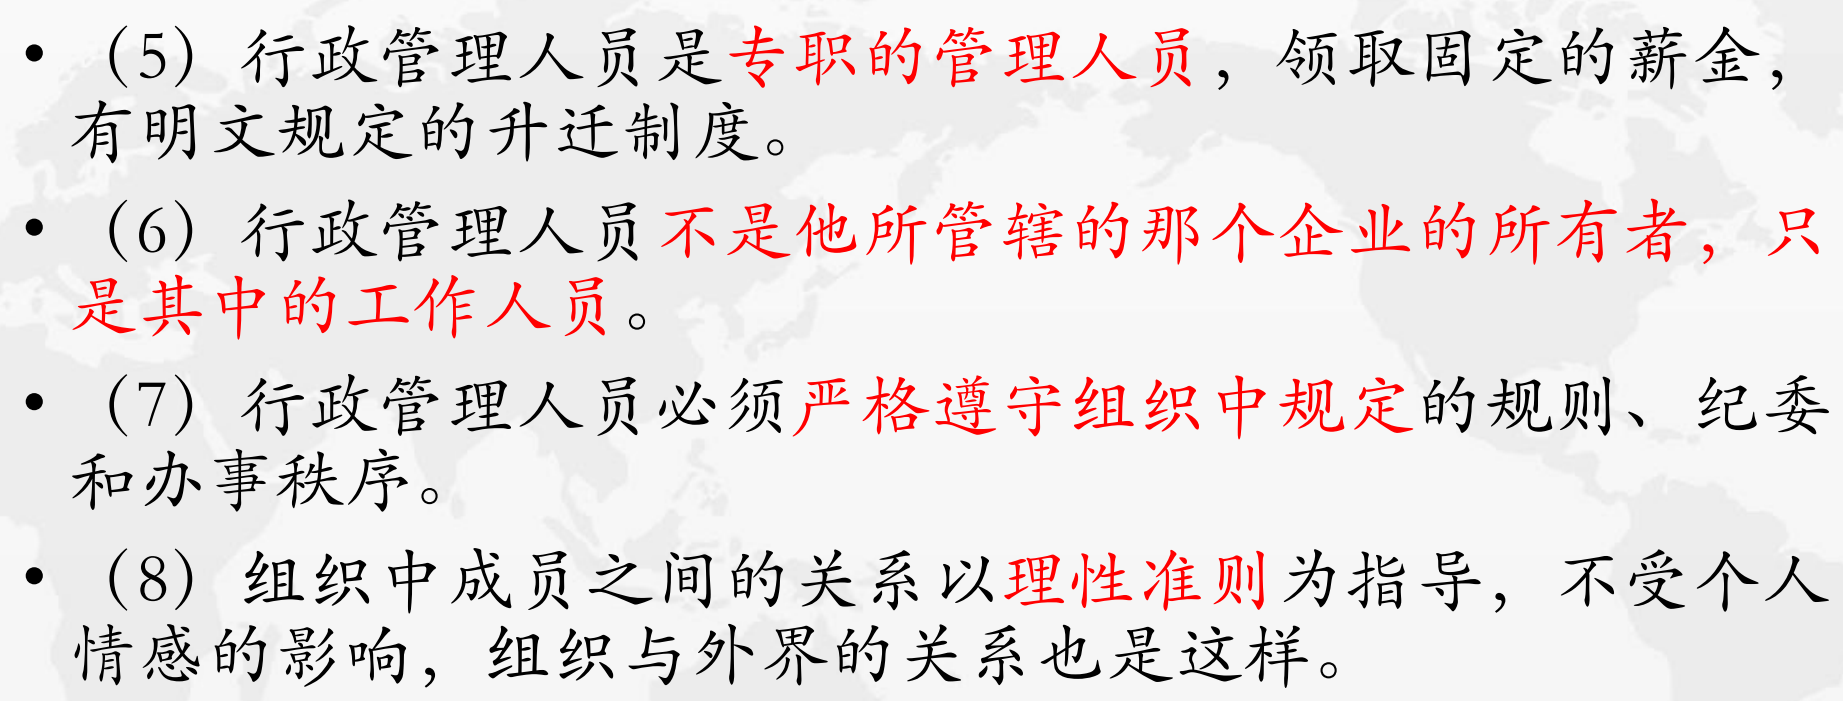 • （5）行政管理人员是专职的管理人员，领取固定的薪金，
有明文规定的升迁制度。
• （6）行政管理人员不是他所管辖的那个企业的所有者，只
是其中的工作人员。
• （7）行政管理人员必须严格遵守组织中规定的规则、纪委
和办事秩序。
• （8）组织中成员之间的关系以理性准则为指导，不受个人
情感的影响，组织与外界的关系也是这样。